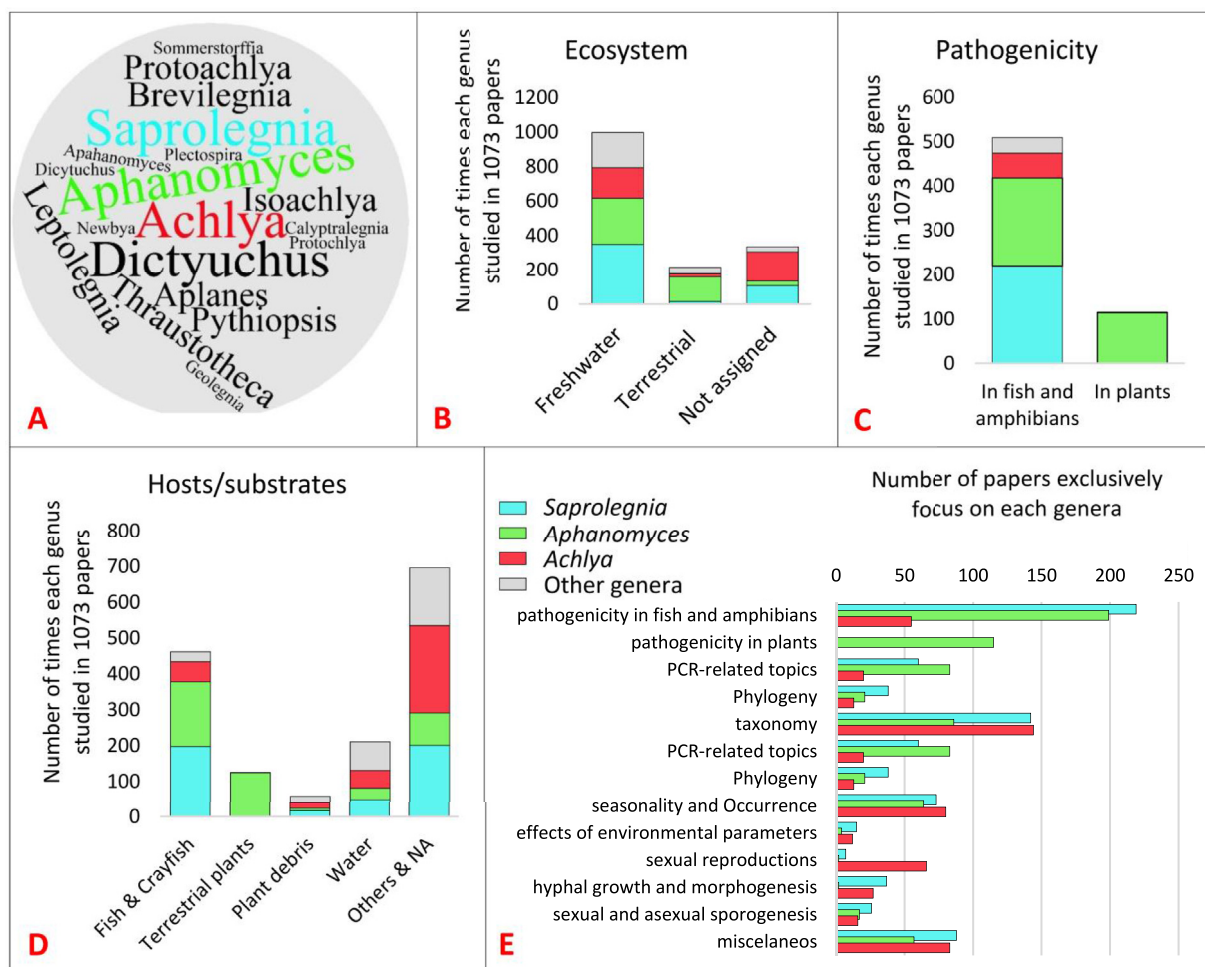 Sommerstorffia
Protoachlya
Brevilegnia
Saprolegnia
Apahanomyces
Plectospira
Dicytuchus
Aphanomyces
Leptolegnia
Isoachlya
Newbya
Achlya
Calyptralegnia
Protochlya
Dictyuchus
Aplanes
Thraustotheca
Pythiopsis
Geolegnia
A
Ecosystem
Number of times each genus
studied in 1073 papers
1200
1000
800
600
400
200
0
Freshwater
Terrestrial
Not assigned
B
Pathogenicity
Number of times each genus
studied in 1073 papers
600
500
400
300
200
100
0
In fish and
amphibians
In plants
C
Hosts/substrates
Number of times each genus
studied in 1073 papers
800
700
600
500
400
300
200
100
0
Fish & Crayfish
Terrestrial plants
Plant debris
Water
Others & NA
D
Saprolegnia
Aphanomyces
Achlya
Other genera
Number of papers exclusively
focus on each genera
0 50 100 150 200 250
pathogenicity in fish and amphibians
pathogenicity in plants
PCR-related topics
Phylogeny
taxonomy
PCR-related topics
Phylogeny
seasonality and Occurrence
effects of environmental parameters
sexual reproductions
hyphal growth and morphogenesis
sexual and asexual sporogenesis
miscelaneos
E